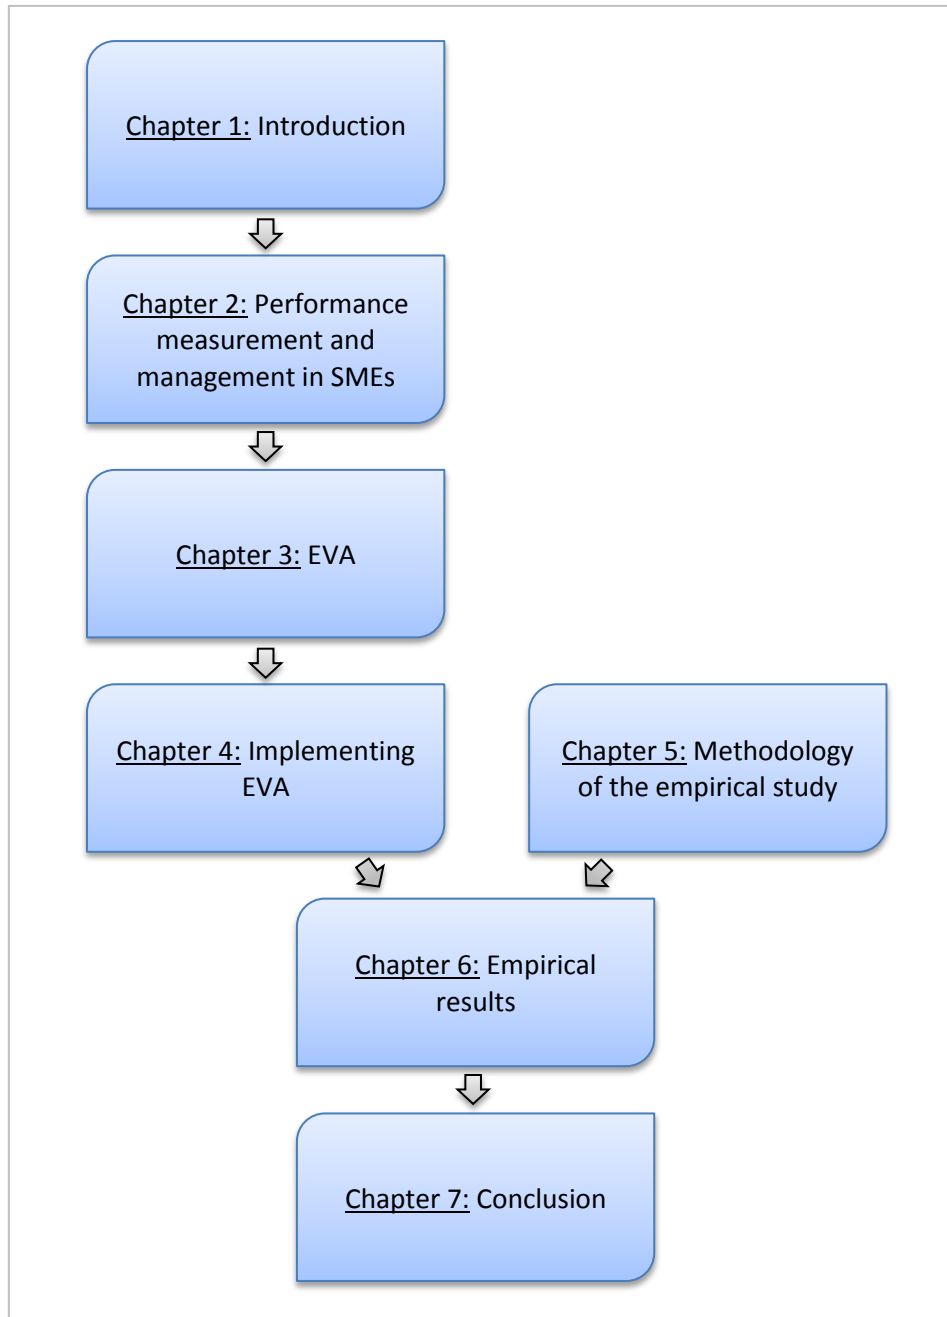 Chapter 1: Introduction
Chapter 2: Performance
measurement and
management in SMEs
Chapter 3: EVA
Chapter 4: Implementing
EVA
Chapter 5: Methodology
of the empirical study
Chapter 6: Empirical
results
Chapter 7: Conclusion